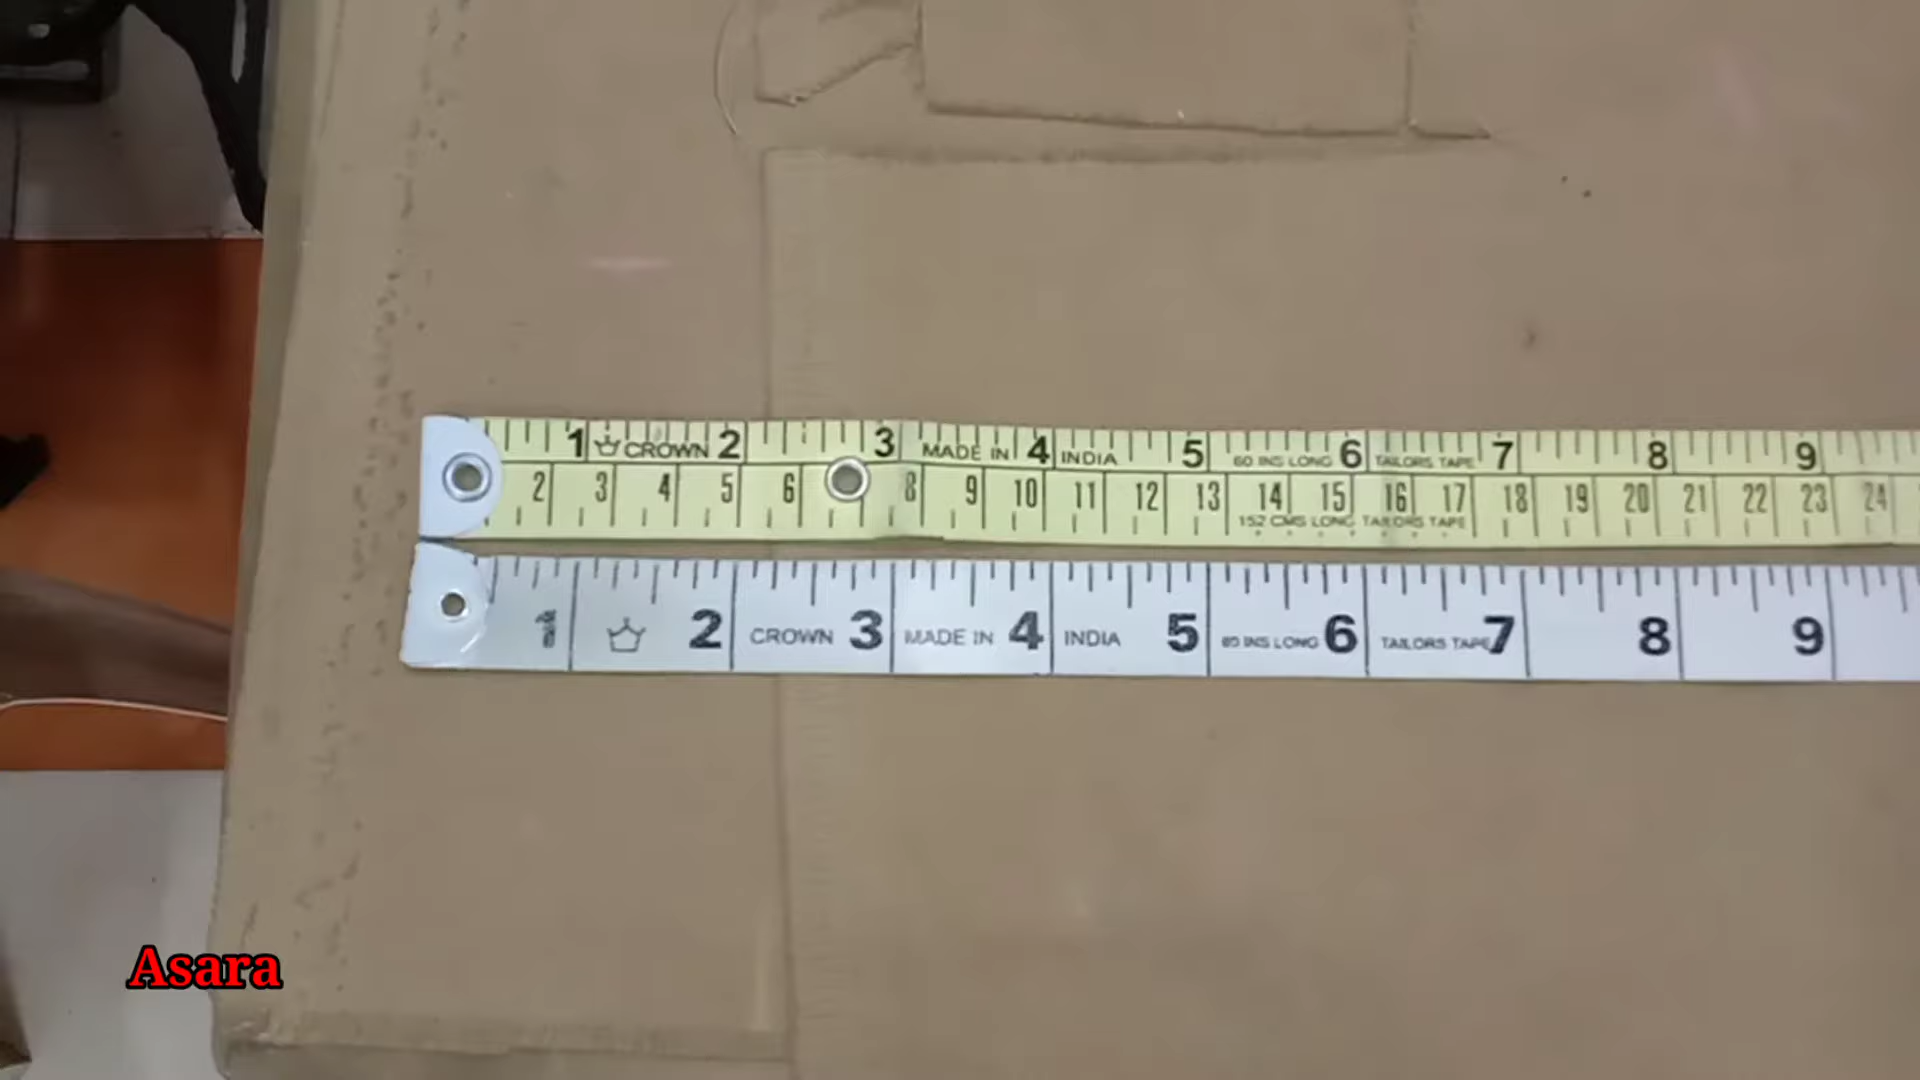 1 CROWN 2 3 MADE IN 4 INDIA 5 60 INS LONG 6 TAILORS TAPE 7 8 9
2 3 4 5 6 8 9 10 11 12 13 14 15 16 17 18 19 20 21 22 23 24
152 CMS LONG TAILORS TAPE
2 CROWN 3 MADE IN 4 INDIA 5 60 INS LONG 6 TAILORS TAPE 7 8 9
Asara